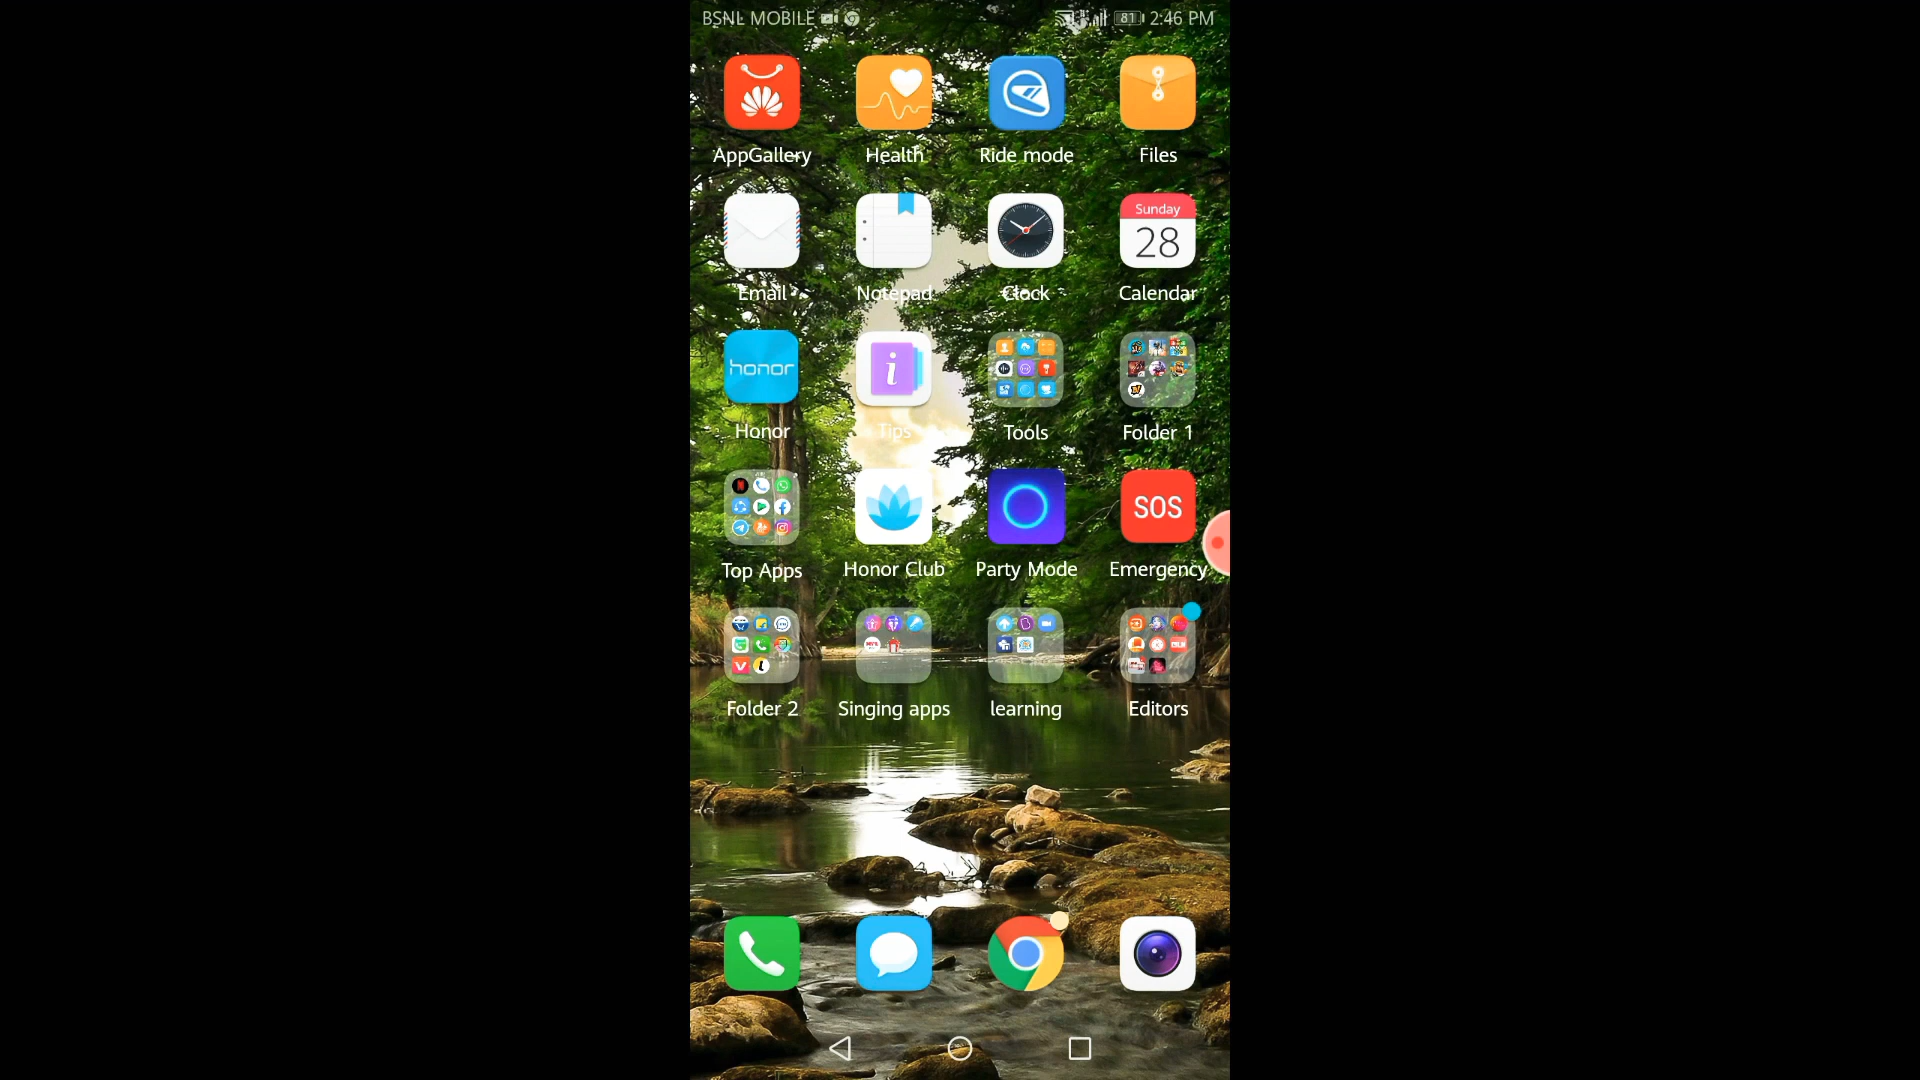 BSNL MOBILE 81 2:46 PM
AppGallery Health Ride mode Files
Sunday
28
Email Notepad Clock Calendar
honor i
Honor Tips Tools Folder 1
SOS
Top Apps Honor Club Party Mode Emergency
Folder 2 Singing apps learning Editors